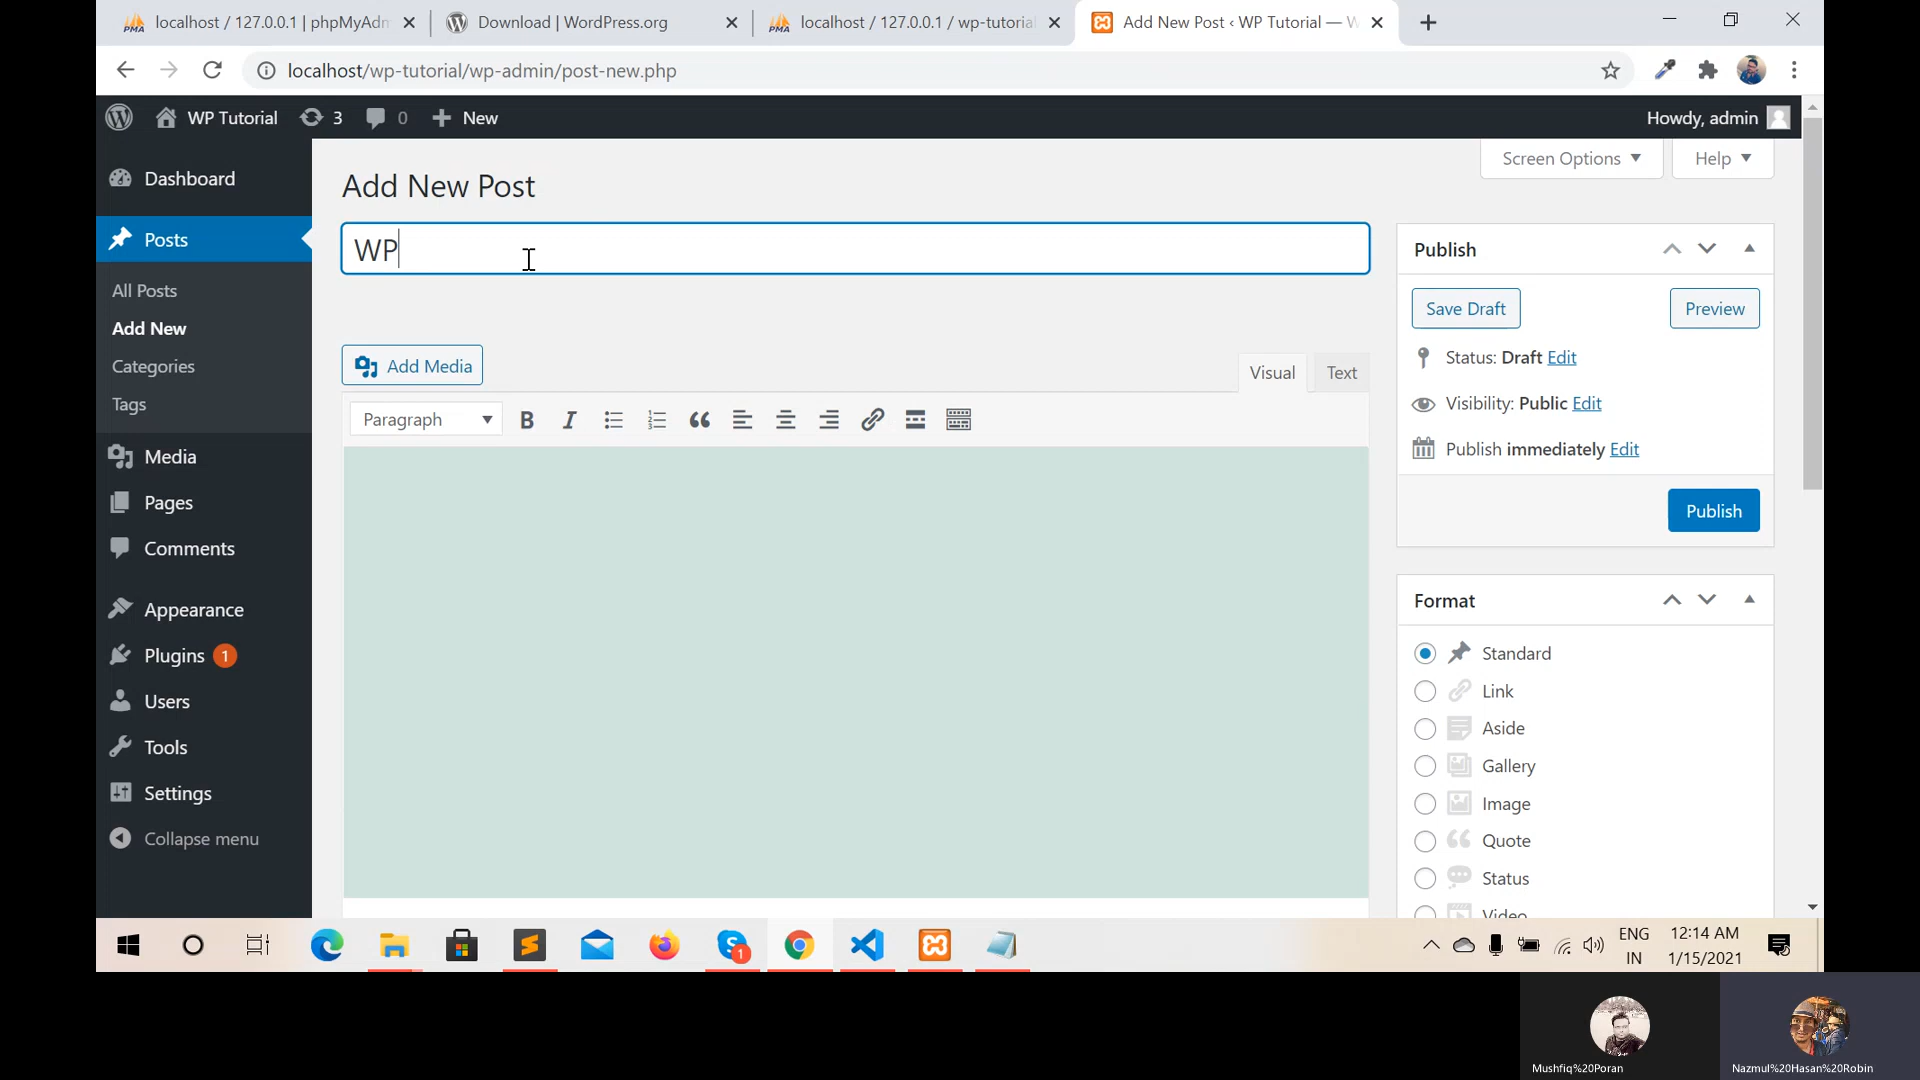 localhost / 127.0.0.1 | phpMyAdm
Download | WordPress.org
localhost / 127.0.0.1 / wp-tutorial
Add New Post ‹ WP Tutorial — W
localhost/wp-tutorial/wp-admin/post-new.php
WP Tutorial
3
0
New
Howdy, admin
Screen Options
Help
Dashboard
Posts
All Posts
Add New
Categories
Tags
Media
Pages
Comments
Appearance
Plugins 1
Users
Tools
Settings
Collapse menu
Add New Post
WP
Add Media
Visual
Text
Paragraph
Publish
Save Draft
Preview
Status: Draft Edit
Visibility: Public Edit
Publish immediately Edit
Publish
Format
Standard
Link
Aside
Gallery
Image
Quote
Status
Video
1
ENG
IN
12:14 AM
1/15/2021
Mushfiq%20Poran
Nazmul%20Hasan%20Robin